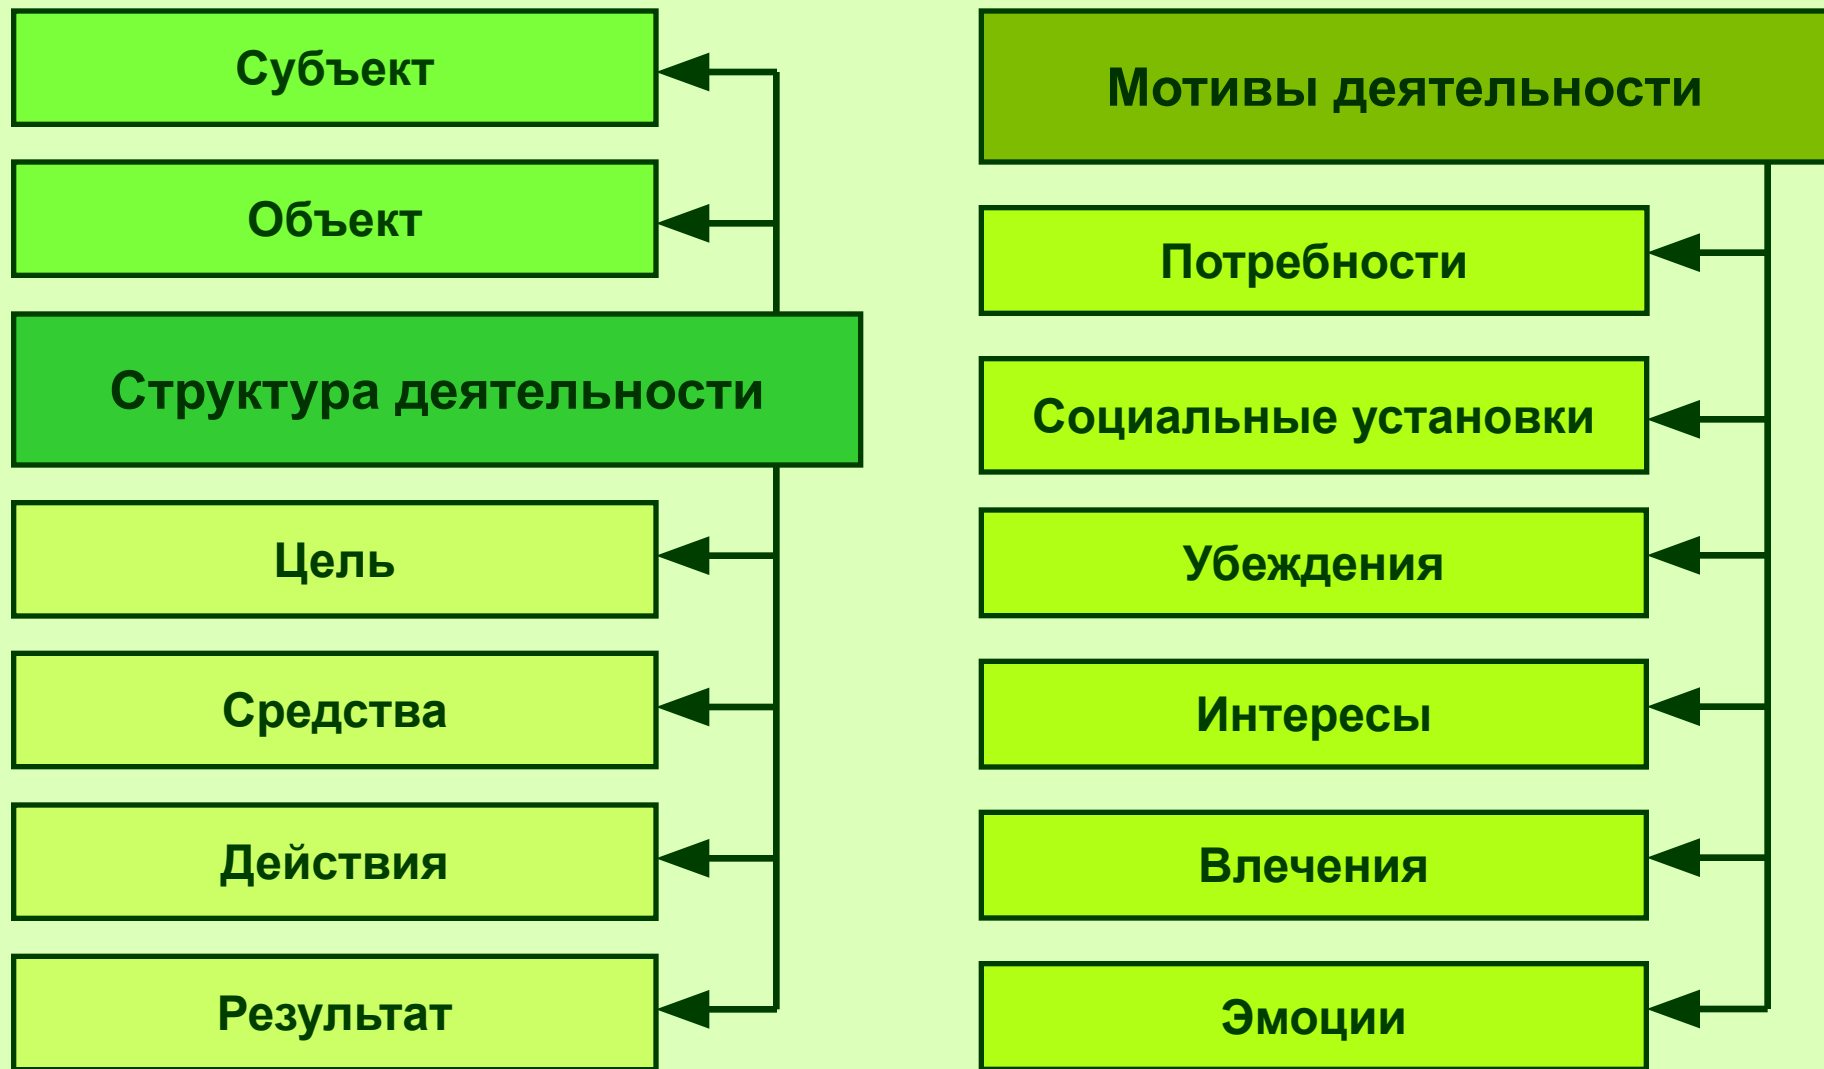 Субъект
Объект
Структура деятельности
Цель
Средства
Действия
Результат
Мотивы деятельности
Потребности
Социальные установки
Убеждения
Интересы
Влечения
Эмоции